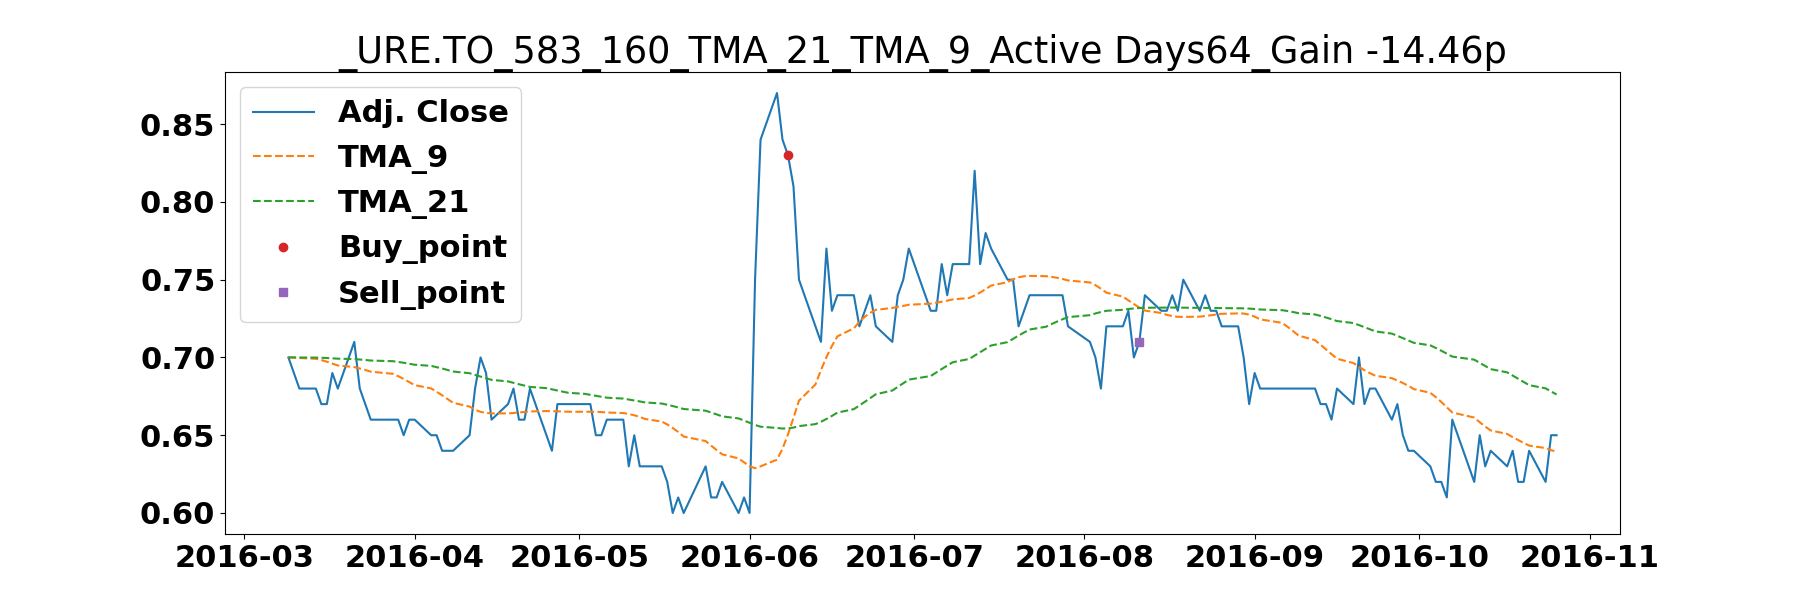 _URE.TO_583_160_TMA_21_TMA_9_Active Days64_Gain -14.46p
Adj. Close
TMA_9
TMA_21
Buy_point
Sell_point
0.85
0.80
0.75
0.70
0.65
0.60
2016-03 2016-04 2016-05 2016-06 2016-07 2016-08 2016-09 2016-10 2016-11